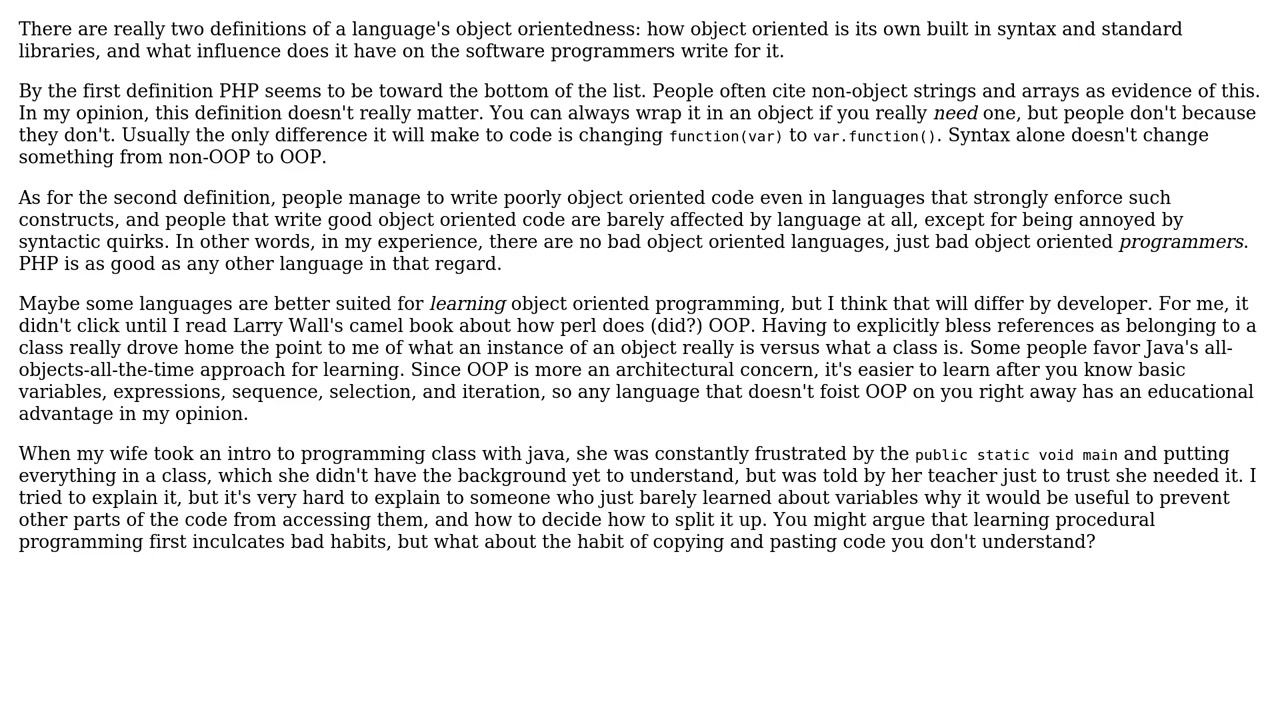 There are really two definitions of a language's object orientedness: how object oriented is its own built in syntax and standard
libraries, and what influence does it have on the software programmers write for it.
By the first definition PHP seems to be toward the bottom of the list. People often cite non-object strings and arrays as evidence of this.
In my opinion, this definition doesn't really matter. You can always wrap it in an object if you really need one, but people don't because
they don't. Usually the only difference it will make to code is changing function(var) to var.function(). Syntax alone doesn't change
something from non-OOP to OOP.
As for the second definition, people manage to write poorly object oriented code even in languages that strongly enforce such
constructs, and people that write good object oriented code are barely affected by language at all, except for being annoyed by
syntactic quirks. In other words, in my experience, there are no bad object oriented languages, just bad object oriented programmers.
PHP is as good as any other language in that regard.
Maybe some languages are better suited for learning object oriented programming, but I think that will differ by developer. For me, it
didn't click until I read Larry Wall's camel book about how perl does (did?) OOP. Having to explicitly bless references as belonging to a
class really drove home the point to me of what an instance of an object really is versus what a class is. Some people favor Java's all-
objects-all-the-time approach for learning. Since OOP is more an architectural concern, it's easier to learn after you know basic
variables, expressions, sequence, selection, and iteration, so any language that doesn't foist OOP on you right away has an educational
advantage in my opinion.
When my wife took an intro to programming class with java, she was constantly frustrated by the public static void main and putting
everything in a class, which she didn't have the background yet to understand, but was told by her teacher just to trust she needed it. I
tried to explain it, but it's very hard to explain to someone who just barely learned about variables why it would be useful to prevent
other parts of the code from accessing them, and how to decide how to split it up. You might argue that learning procedural
programming first inculcates bad habits, but what about the habit of copying and pasting code you don't understand?